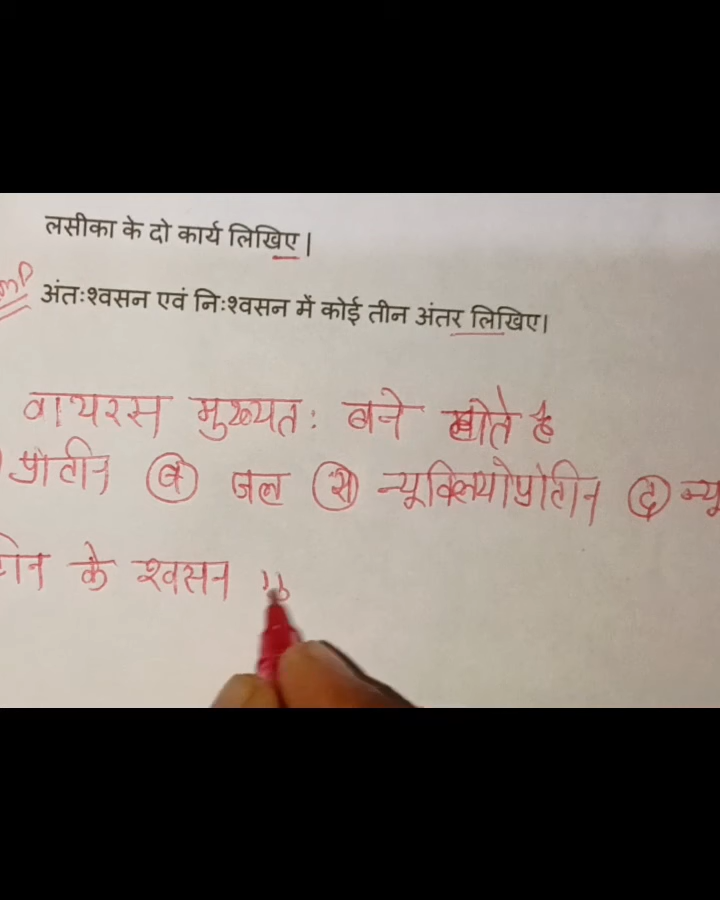 लसीका के दो कार्य लिखिए।
अंतःश्वसन एवं निःश्वसन में कोई तीन अंतर लिखिए।
वायरस मुख्यतः बने होते है
प्रोटीन (ब) जल (स) न्यूक्लियोप्रोटीन (द)
के श्वसन